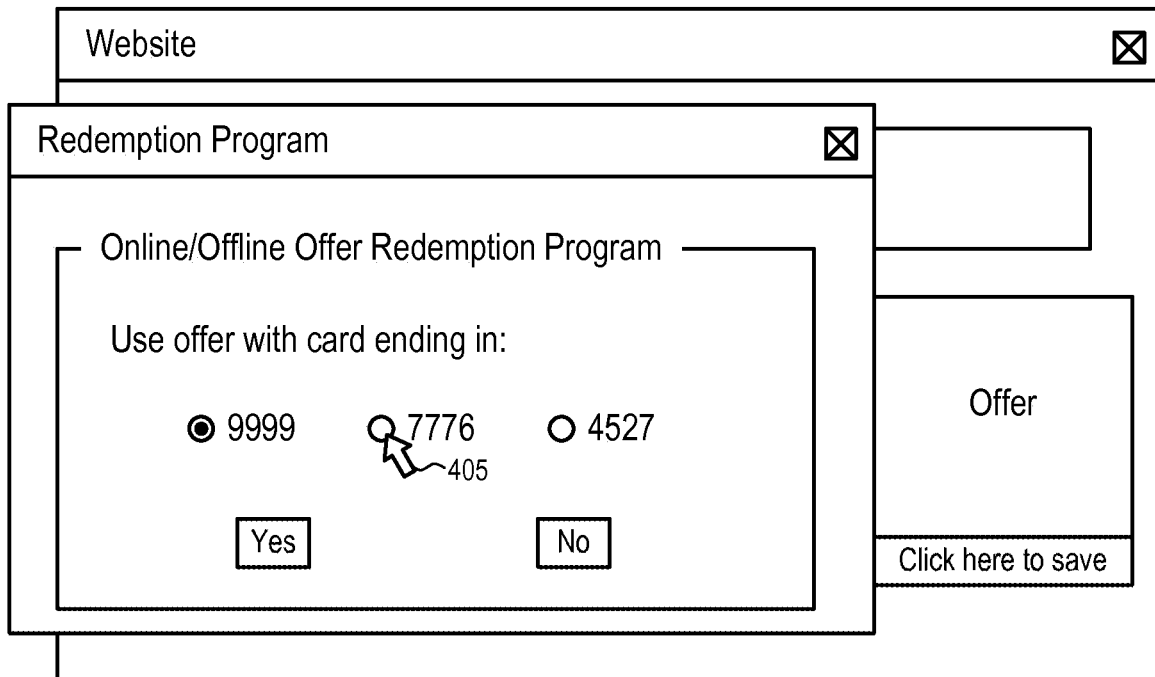 Website
Redemption Program
Online/Offline Offer Redemption Program
Use offer with card ending in:
9999 7776 4527
405
Yes No
Offer
Click here to save